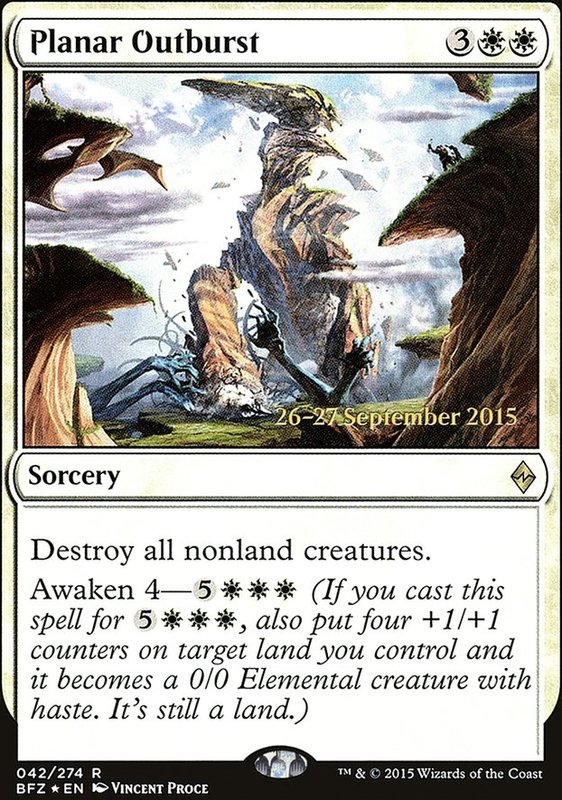 Planar Outburst 3
26–27 September 2015
Sorcery
Destroy all nonland creatures.
Awaken 4—5 (If you cast this
spell for 5, also put four +1/+1
counters on target land you control and
it becomes a 0/0 Elemental creature with
haste. It's still a land.)
042/274 R
BFZ ★ EN Vincent Proce
™ & © 2015 Wizards of the Coast